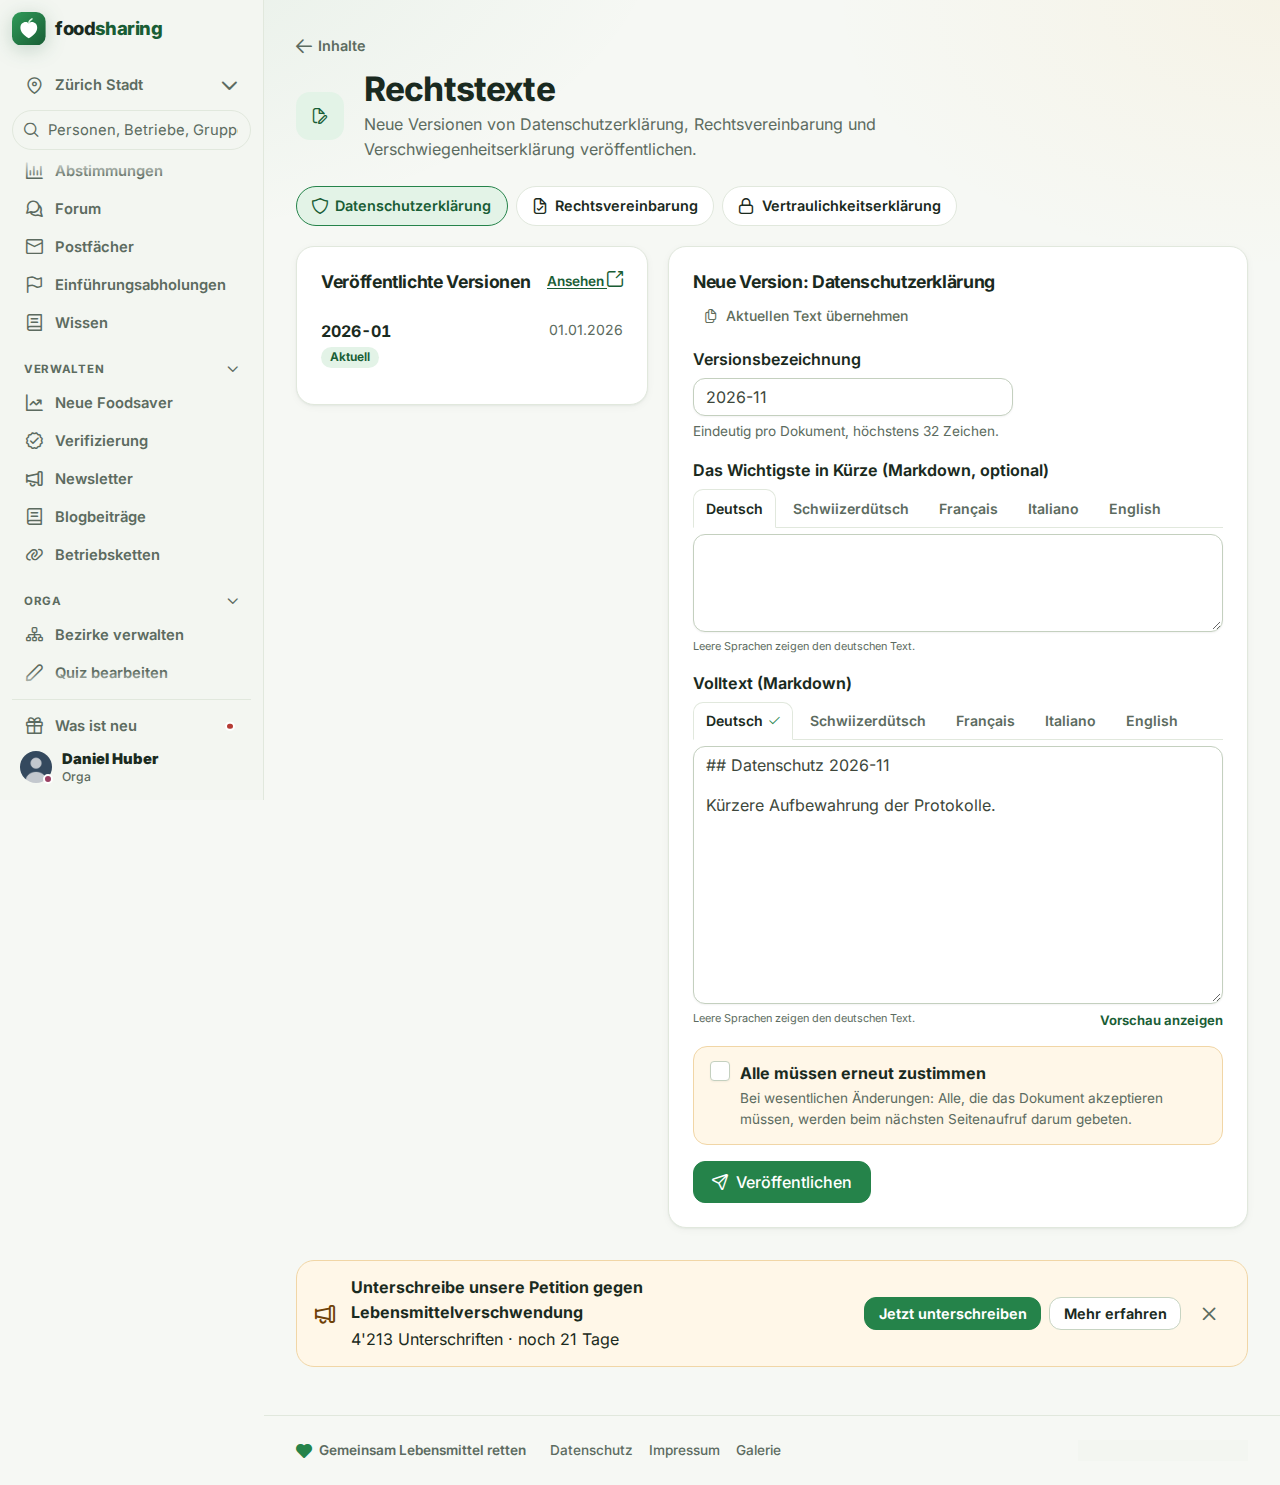 foodsharing
Zürich Stadt
Personen, Betriebe, Grupp
Abstimmungen
Forum
Postfächer
Einführungsabholungen
Wissen
VERWALTEN
Neue Foodsaver
Verifizierung
Newsletter
Blogbeiträge
Betriebsketten
ORGA
Bezirke verwalten
Quiz bearbeiten
Was ist neu
Daniel Huber
Orga
Inhalte
Rechtstexte
Neue Versionen von Datenschutzerklärung, Rechtsvereinbarung und
Verschwiegenheitserklärung veröffentlichen.
Datenschutzerklärung
Rechtsvereinbarung
Vertraulichkeitserklärung
Veröffentlichte Versionen
Ansehen
2026-01
01.01.2026
Aktuell
Neue Version: Datenschutzerklärung
Aktuellen Text übernehmen
Versionsbezeichnung
2026-11
Eindeutig pro Dokument, höchstens 32 Zeichen.
Das Wichtigste in Kürze (Markdown, optional)
Deutsch Schwiizerdütsch Français Italiano English
Leere Sprachen zeigen den deutschen Text.
Volltext (Markdown)
Deutsch Schwiizerdütsch Français Italiano English
## Datenschutz 2026-11
Kürzere Aufbewahrung der Protokolle.
Leere Sprachen zeigen den deutschen Text.
Vorschau anzeigen
Alle müssen erneut zustimmen
Bei wesentlichen Änderungen: Alle, die das Dokument akzeptieren
müssen, werden beim nächsten Seitenaufruf darum gebeten.
Veröffentlichen
Unterschreibe unsere Petition gegen
Lebensmittelverschwendung
4'213 Unterschriften · noch 21 Tage
Jetzt unterschreiben
Mehr erfahren
Gemeinsam Lebensmittel retten
Datenschutz
Impressum
Galerie